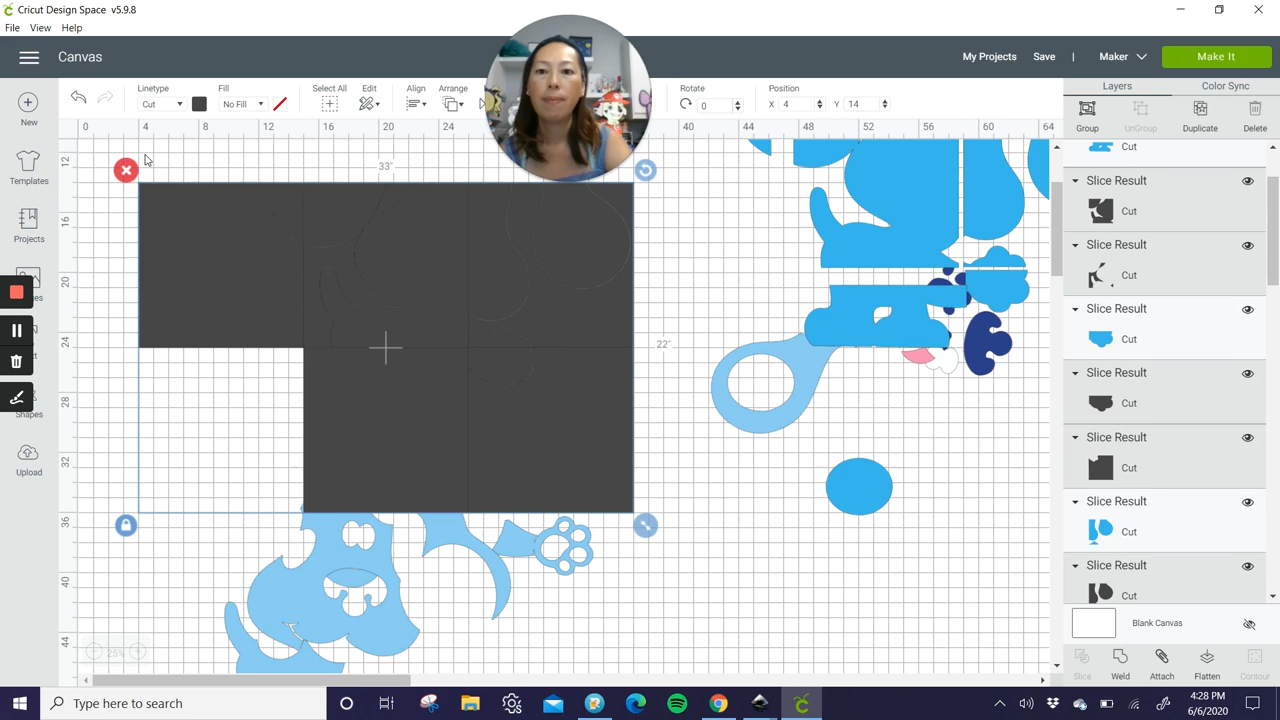 Cricut Design Space v5.9.8
File View Help
Canvas
My Projects Save | Maker Make It
Linetype Fill Select All Edit Align Arrange Rotate Position
Cut No Fill 0 X 4 Y 14
Layers Color Sync
Group UnGroup Duplicate Delete
0 4 8 12 16 20 24 40 44 48 52 56 60 64
12
16
20
24
28
32
36
40
44
33"
22"
New
Templates
Projects
Shapes
Upload
25%
Cut
Slice Result
Cut
Slice Result
Cut
Slice Result
Cut
Slice Result
Cut
Slice Result
Cut
Slice Result
Cut
Slice Result
Cut
Blank Canvas
Slice Weld Attach Flatten Contour
Type here to search
4:28 PM
6/6/2020